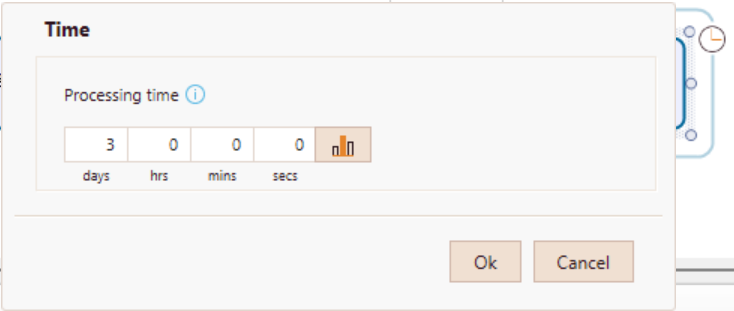 Time
Processing time
3 0 0 0
days hrs mins secs
Ok Cancel